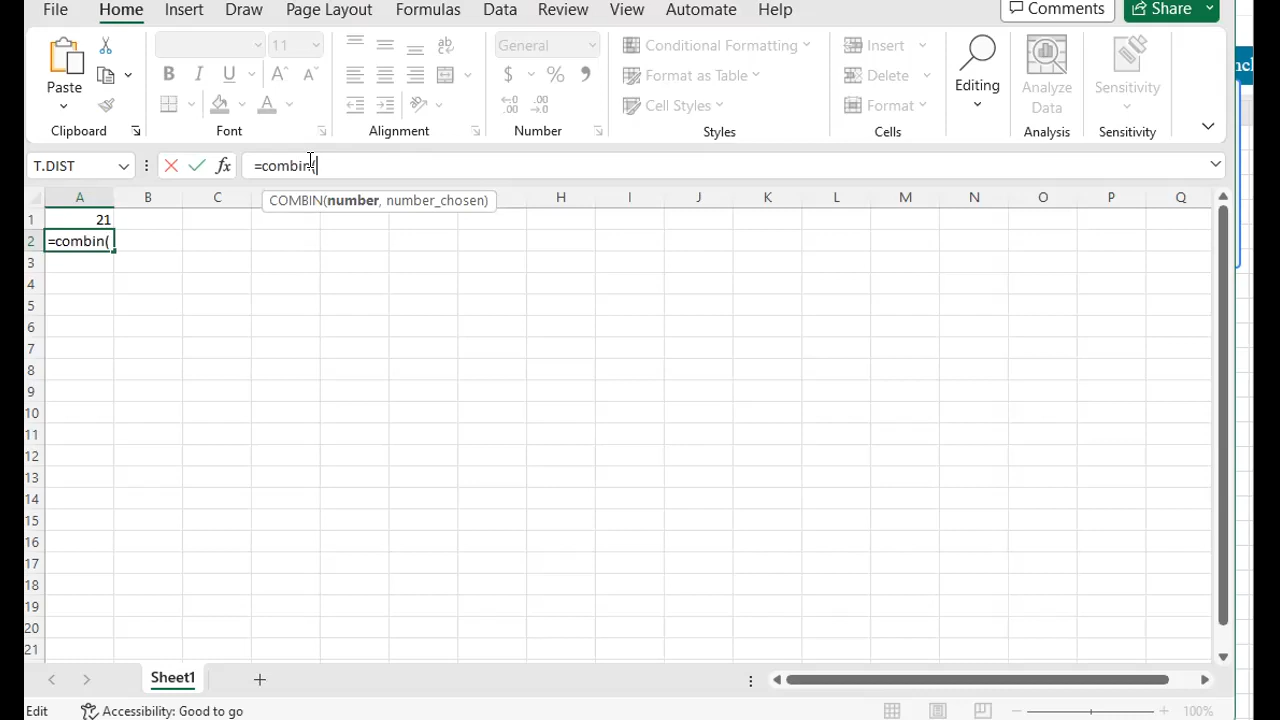 File Home Insert Draw Page Layout Formulas Data Review View Automate Help Comments Share
11 General
Paste B I U A A $ % 9 Conditional Formatting Format as Table Cell Styles Insert Delete Format Editing Analyze Data Sensitivity
Clipboard Font Alignment Number Styles Cells Analysis Sensitivity
T.DIST fx =combin(
COMBIN(number, number_chosen)
A B C H I J K L M N O P Q
1 21
2 =combin(
3
4
5
6
7
8
9
10
11
12
13
14
15
16
17
18
19
20
21
Sheet1
Edit Accessibility: Good to go 100%